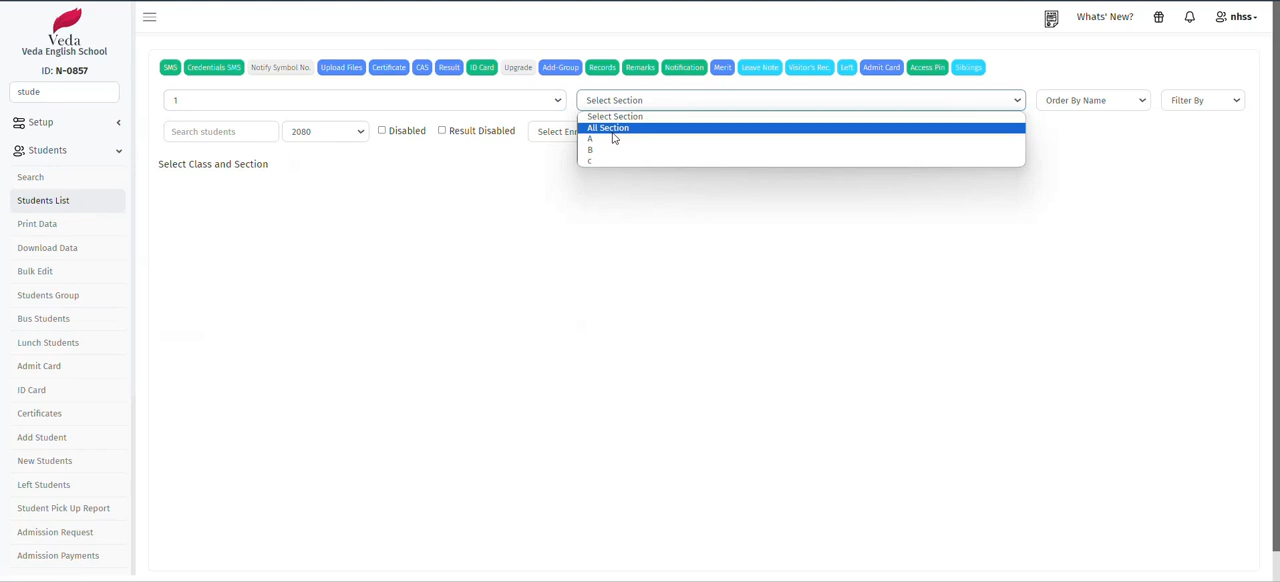 Veda
Veda English School
ID: N-0857
stude
Setup
Students
Search
Students List
Print Data
Download Data
Bulk Edit
Students Group
Bus Students
Lunch Students
Admit Card
ID Card
Certificates
Add Student
New Students
Left Students
Student Pick Up Report
Admission Request
Admission Payments
Whats' New? nhss
SMS Credentials SMS Notify Symbol No. Upload Files Certificate CAS Result ID Card Upgrade Add-Group Records Remarks Notification Merit Leave Note Visitor's Rec. Left Admit Card Access Pin Siblings
1 Select Section Order By Name Filter By
Search students 2080 Disabled Result Disabled Select
Select Section
All Section
A
B
c
Select Class and Section